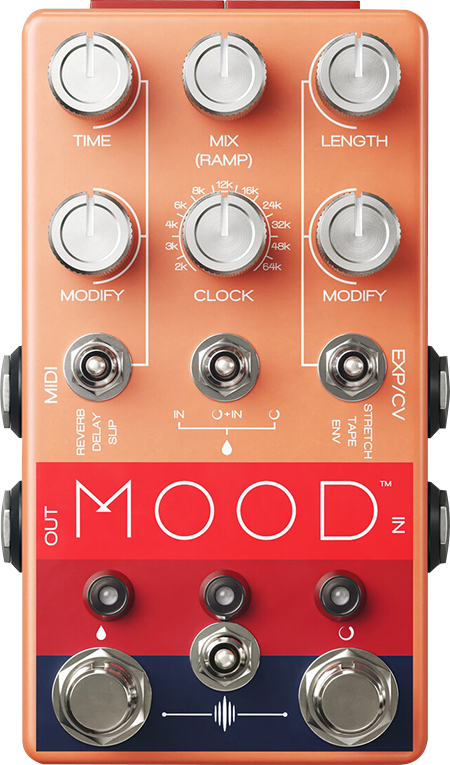 TIME
MIX
(RAMP)
LENGTH
2k 3k 4k 6k 8k 12k 16k 24k 32k 48k 64k
MODIFY
CLOCK
MODIFY
MIDI
EXP/CV
REVERB
DELAY
SLIP
IN
+IN
STRETCH
TAPE
ENV
OUT
MOOD™
IN